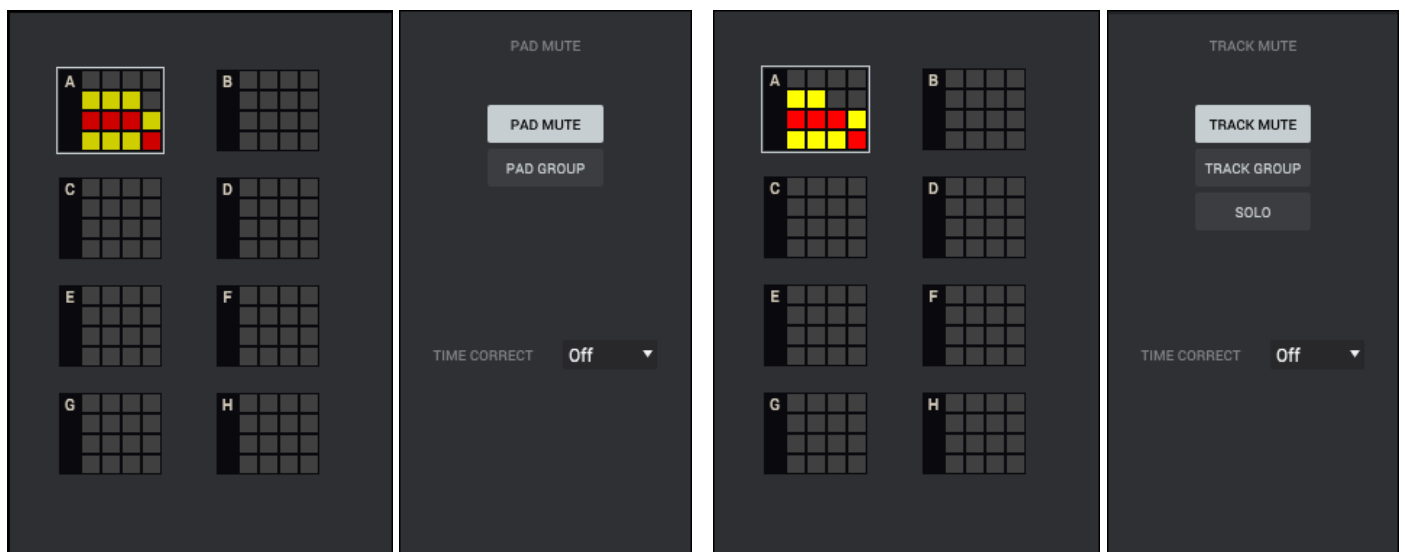 A
B
C
D
E
F
G
H
PAD MUTE
PAD MUTE
PAD GROUP
TIME CORRECT Off
A
B
C
D
E
F
G
H
TRACK MUTE
TRACK MUTE
TRACK GROUP
SOLO
TIME CORRECT Off